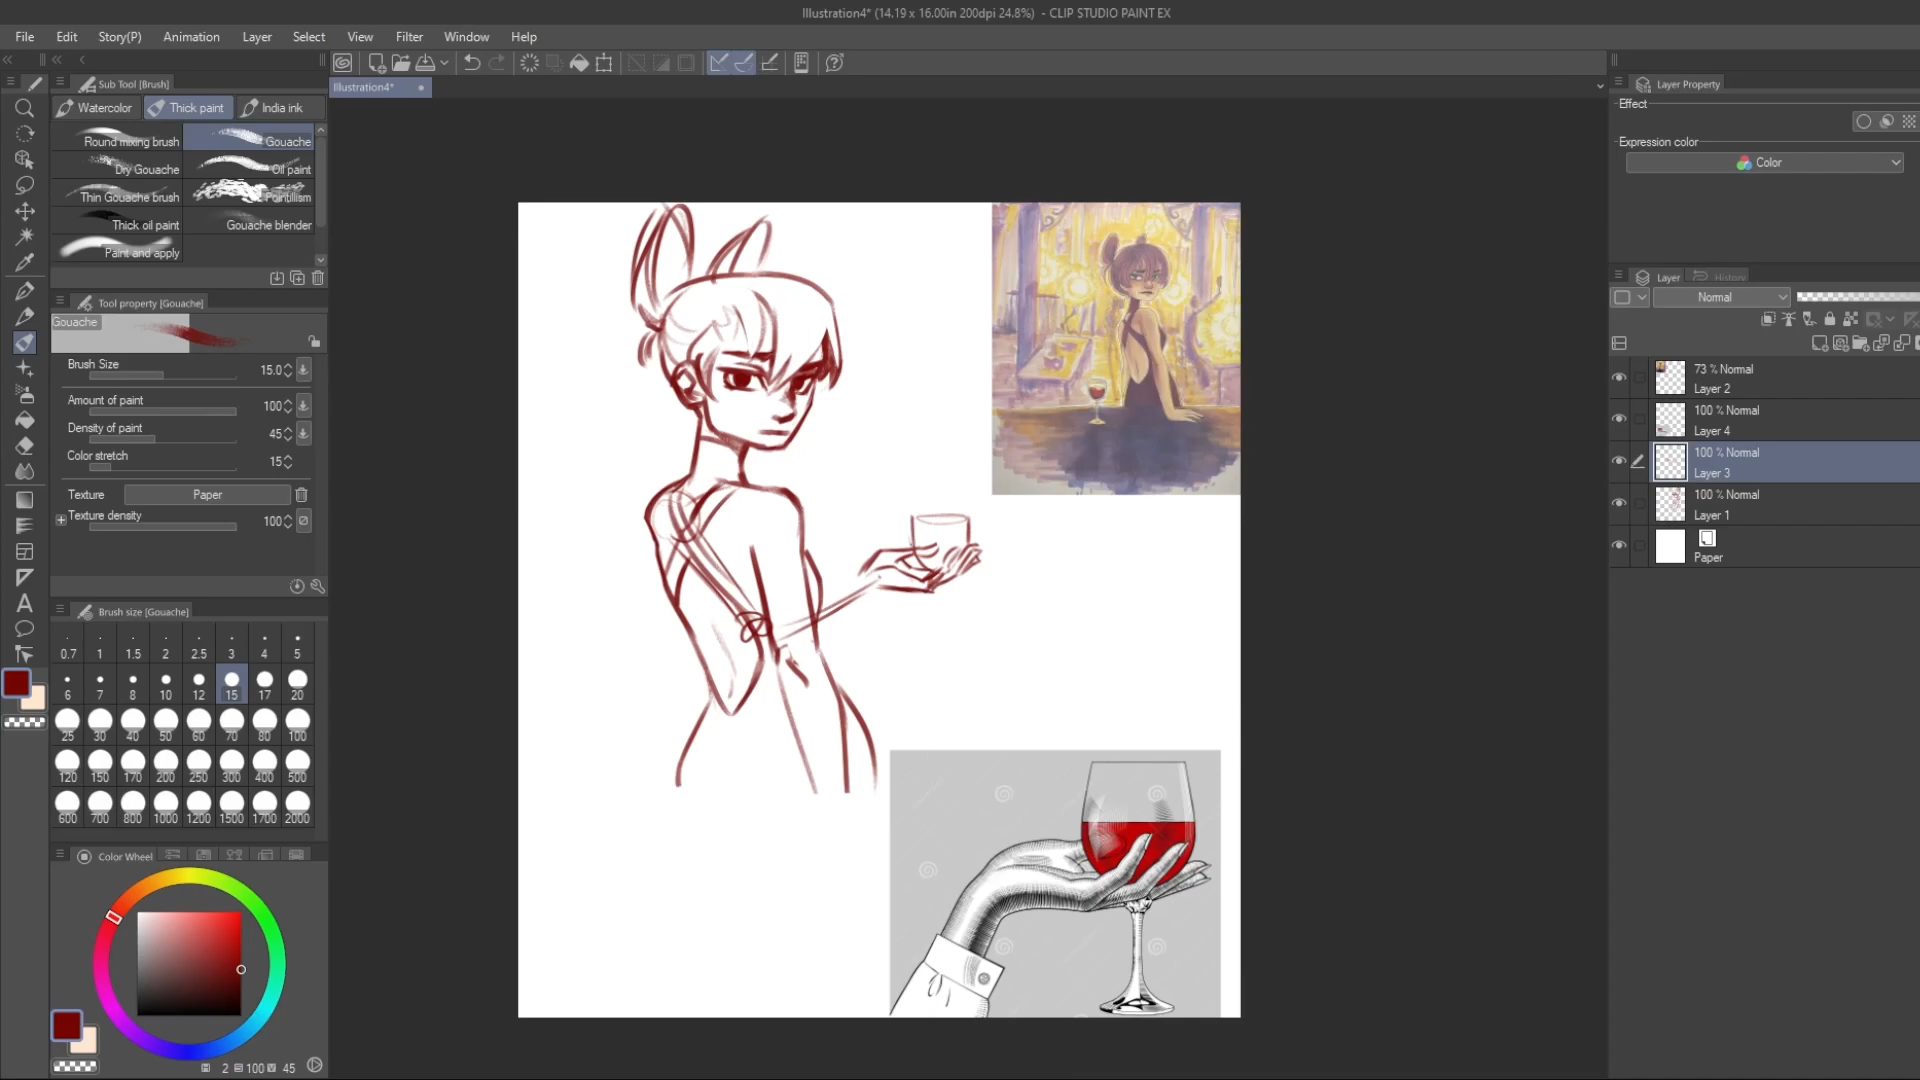 Illustration4* (14.19 x 16.00in 200dpi 24.8%) - CLIP STUDIO PAINT EX
File Edit Story(P) Animation Layer Select View Filter Window Help
Sub Tool [Brush]
Illustration4*
Watercolor Thick paint India ink
Round mixing brush Gouache
Dry Gouache Oil paint
Thin Gouache brush Pointillism
Thick oil paint Gouache blender
Paint and apply
Tool property [Gouache]
Gouache
Brush Size 15.0
Amount of paint 100
Density of paint 45
Color stretch 15
Texture Paper
Texture density 100
Brush size [Gouache]
0.7 1 1.5 2 2.5 3 4 5
6 7 8 10 12 15 17 20
25 30 40 50 60 70 80 100
120 150 170 200 250 300 400 500
600 700 800 1000 1200 1500 1700 2000
Color Wheel
2 100 45
Layer Property
Effect
Expression color
Color
Layer History
Normal
73 % Normal
Layer 2
100 % Normal
Layer 4
100 % Normal
Layer 3
100 % Normal
Layer 1
Paper